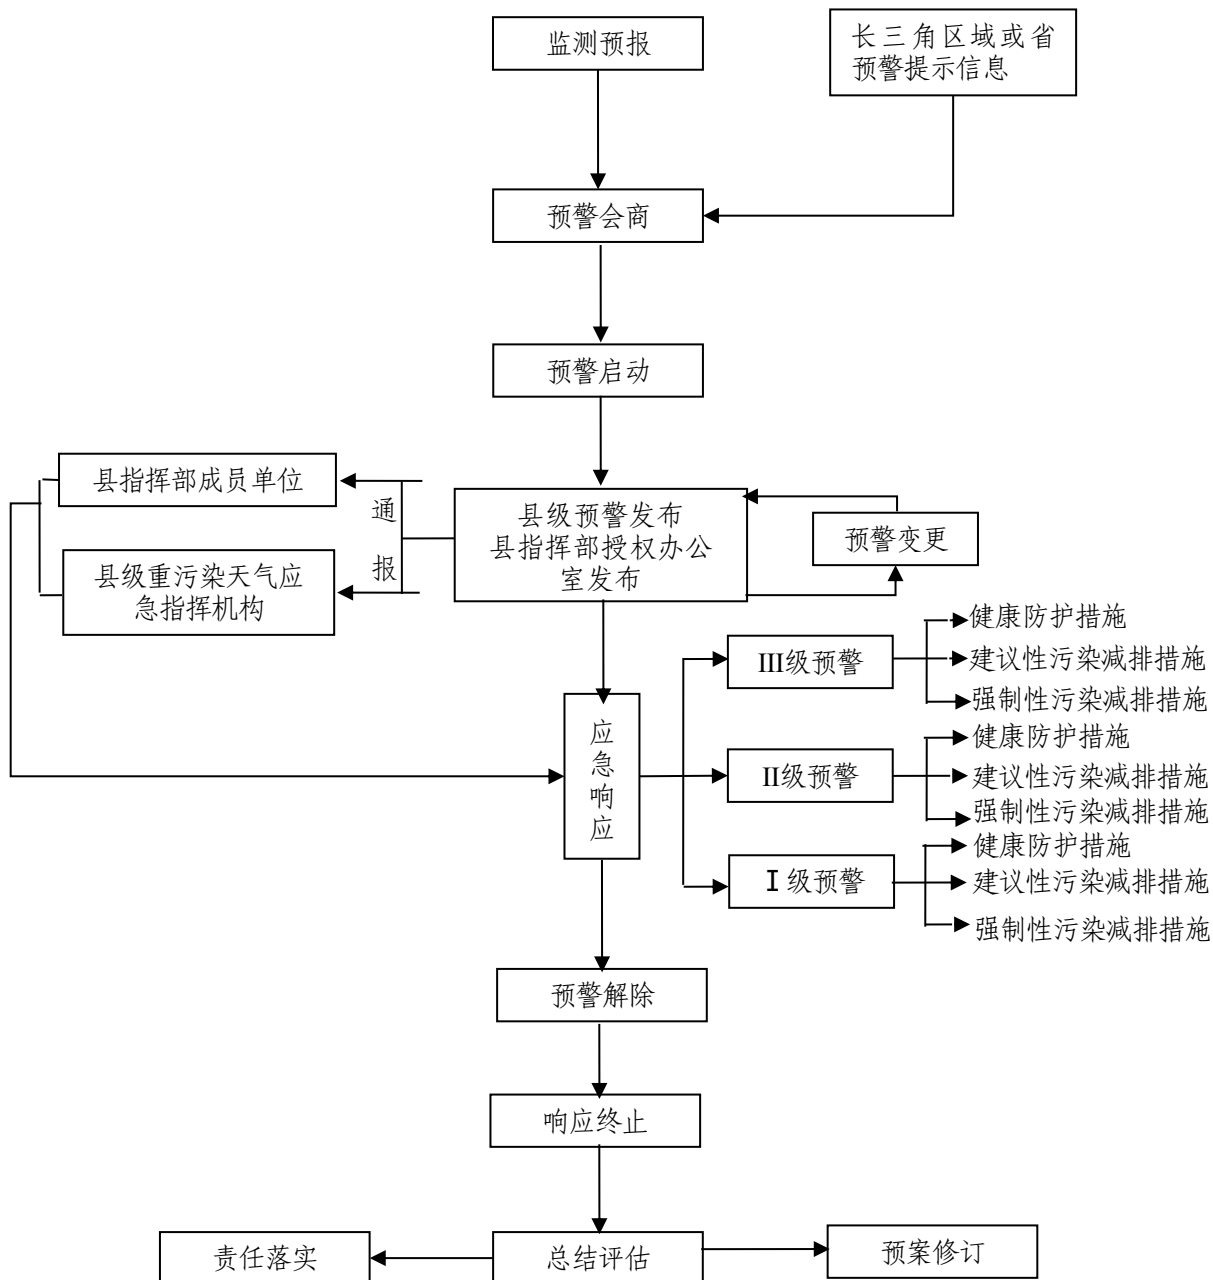 监测预报
长三角区域或省
预警提示信息
预警会商
预警启动
县指挥部成员单位
通
报
县级重污染天气应
急指挥机构
县级预警发布
县指挥部授权办公
室发布
预警变更
应
急
响
应
III级预警
健康防护措施
建议性污染减排措施
强制性污染减排措施
II级预警
健康防护措施
建议性污染减排措施
强制性污染减排措施
I级预警
健康防护措施
建议性污染减排措施
强制性污染减排措施
预警解除
响应终止
责任落实
总结评估
预案修订